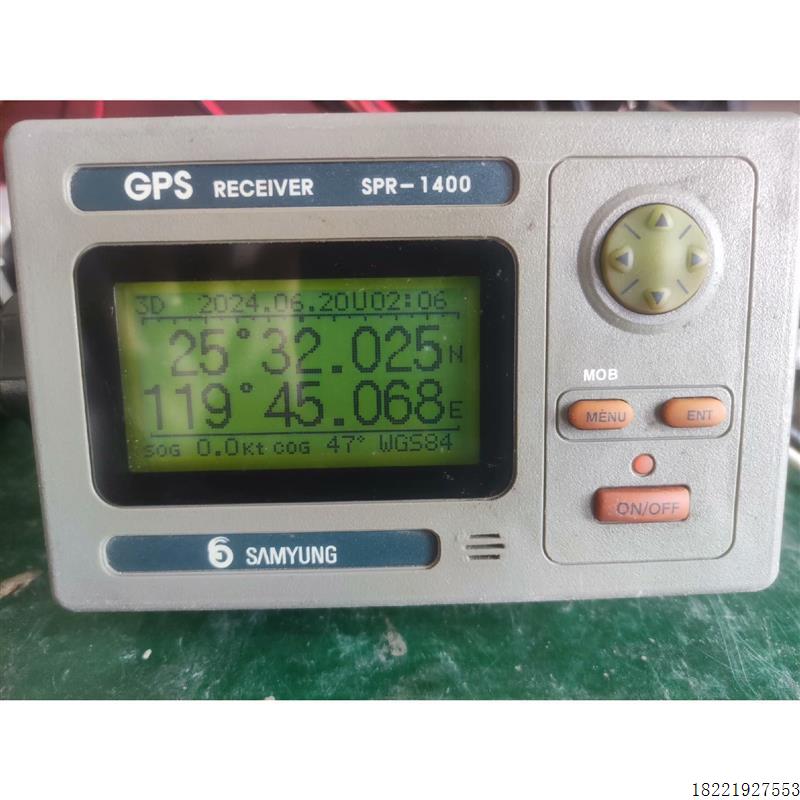 GPS RECEIVER SPR-1400
3D 2024.06.20U02:06
25°32.025N
119°45.068E
SOG 0.0Kt COG 47° WGS84
MOB
MENU ENT
ON/OFF
SAMYUNG
18221927553